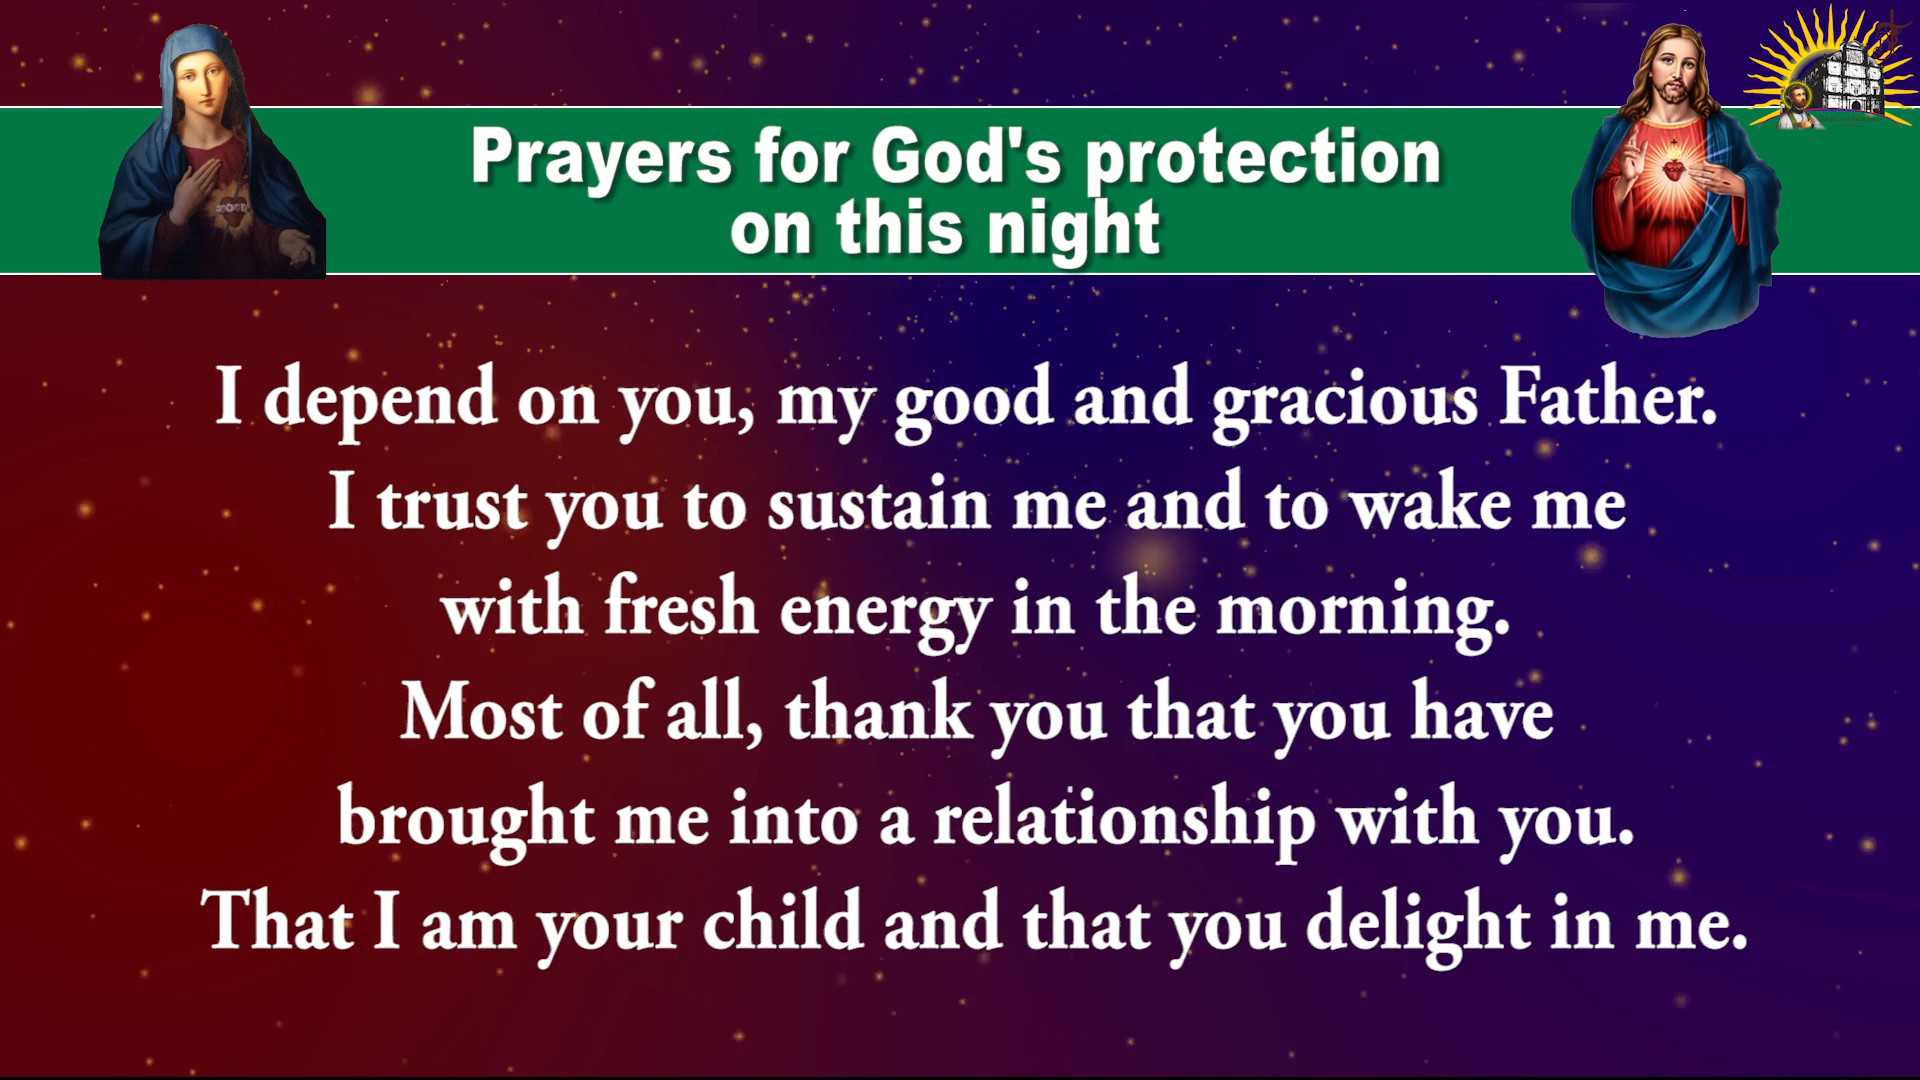 Prayers for God's protection
on this night
I depend on you, my good and gracious Father.
I trust you to sustain me and to wake me
with fresh energy in the morning.
Most of all, thank you that you have
brought me into a relationship with you.
That I am your child and that you delight in me.